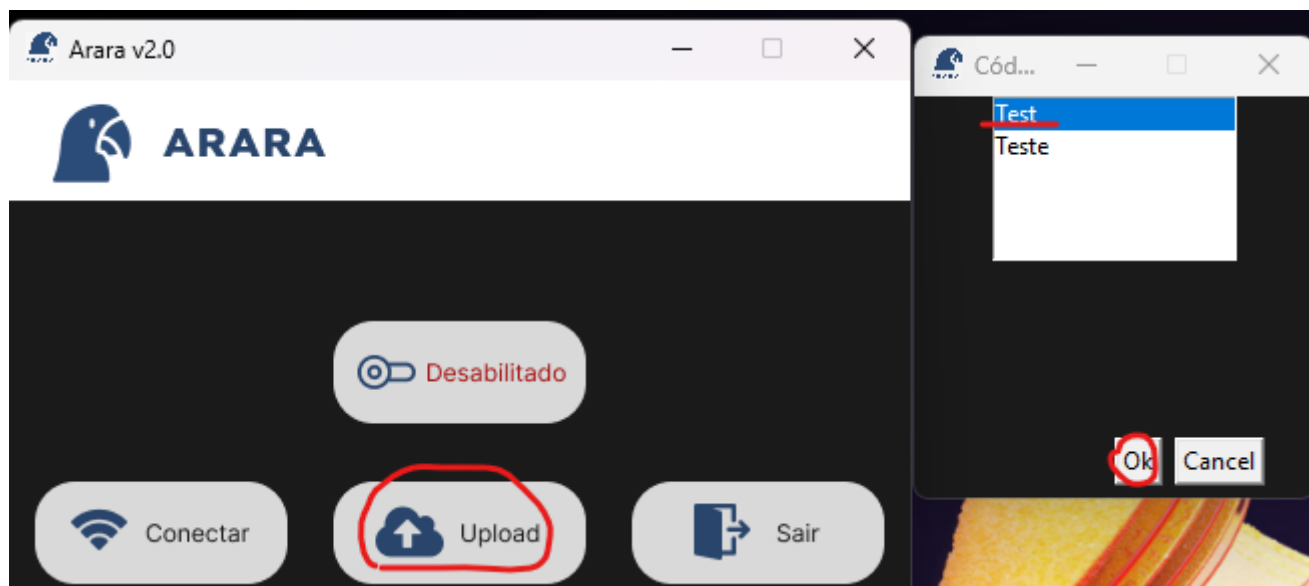 Arara v2.0
ARARA
Desabilitado
Conectar
Upload
Sair
Cód...
Test
Teste
Ok
Cancel